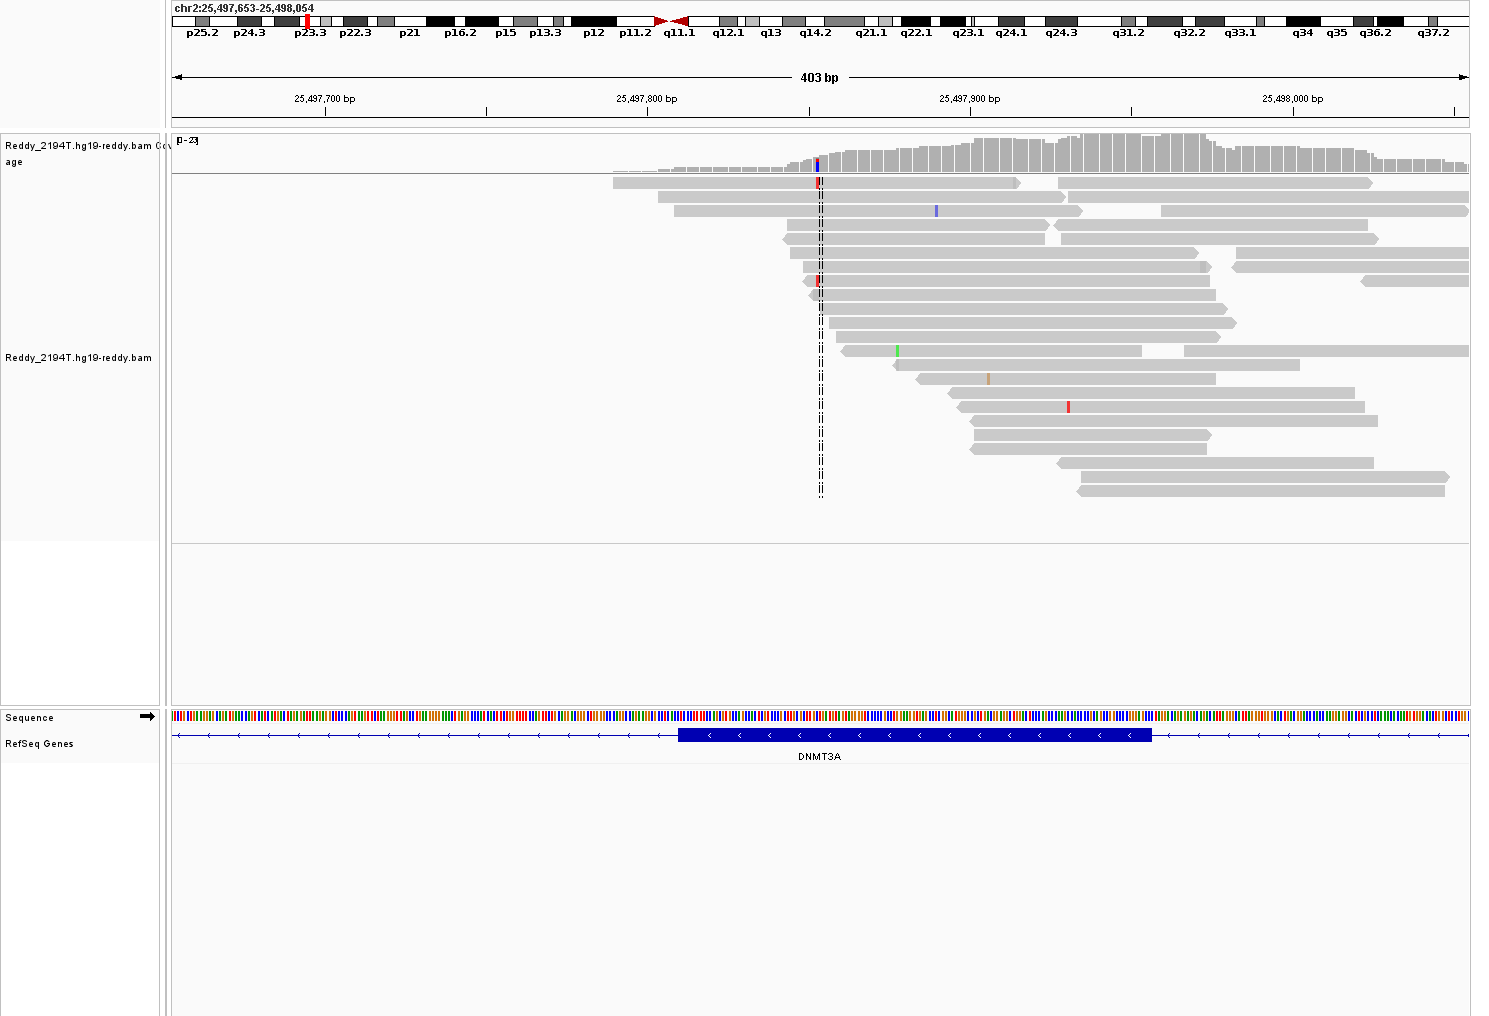 chr2:25,497,653-25,498,054
p25.2 p24.3 p23.3 p22.3 p21 p16.2 p15 p13.3 p12 p11.2 q11.1 q12.1 q13 q14.2 q21.1 q22.1 q23.1 q24.1 q24.3 q31.2 q32.2 q33.1 q34 q35 q36.2 q37.2
403 bp
25,497,700 bp 25,497,800 bp 25,497,900 bp 25,498,000 bp
[0 - 23]
Reddy_2194T.hg19-reddy.bam Cov
age
Reddy_2194T.hg19-reddy.bam
Sequence
RefSeq Genes
DNMT3A